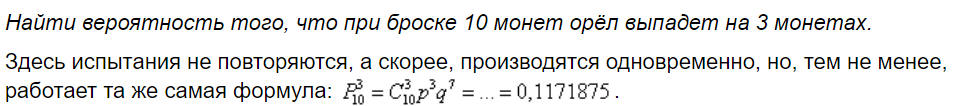 Найти вероятность того, что при броске 10 монет орёл выпадет на 3 монетах.
Здесь испытания не повторяются, а скорее, производятся одновременно, но, тем не менее,
работает та же самая формула: P₁₀³ = C₁₀³p³q⁷ = ... = 0,1171875 .